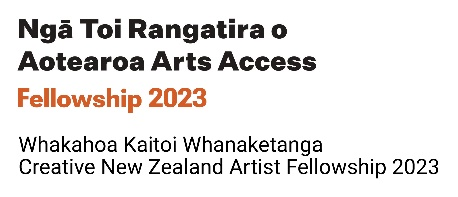 Ngā Toi Rangatira o
Aotearoa Arts Access
Fellowship 2023
Whakahoa Kaitoi Whanaketanga
Creative New Zealand Artist Fellowship 2023